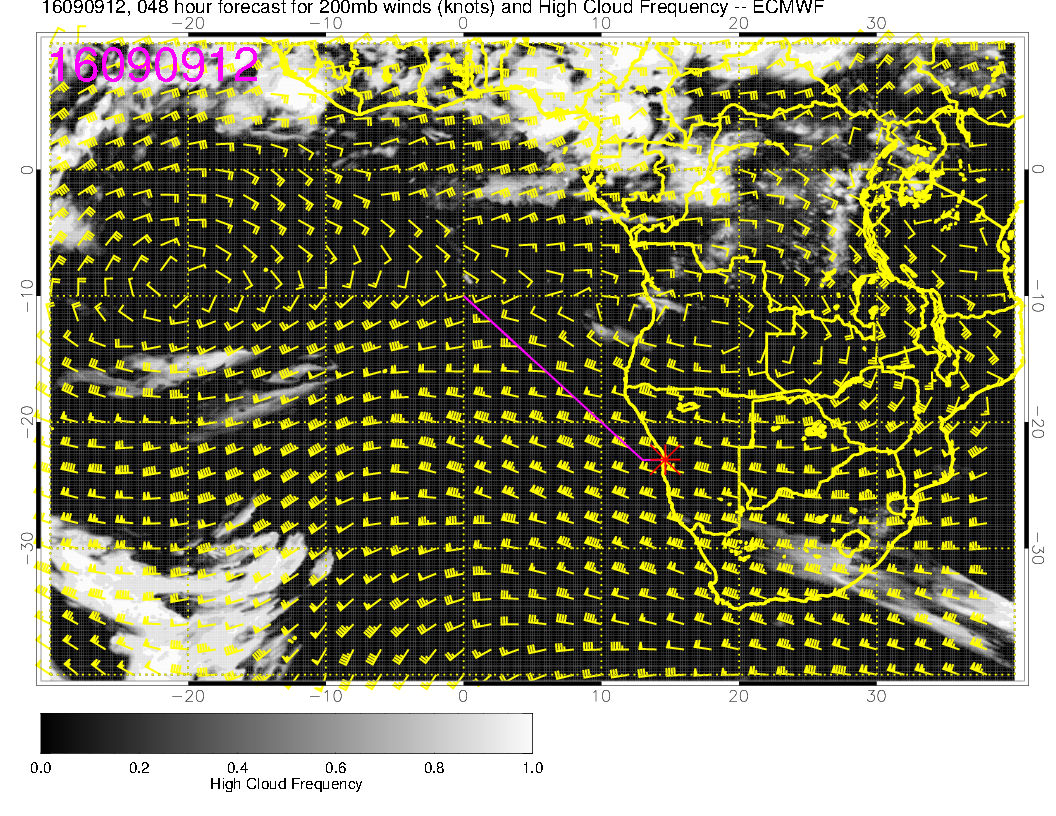 16090912, 048 hour forecast for 200mb winds (knots) and High Cloud Frequency -- ECMWF
−20 −10 0 10 20 30
16090912
0 0
−10 −10
−20 −20
−30 −30
−20 −10 0 10 20 30
0.0 0.2 0.4 0.6 0.8 1.0
High Cloud Frequency